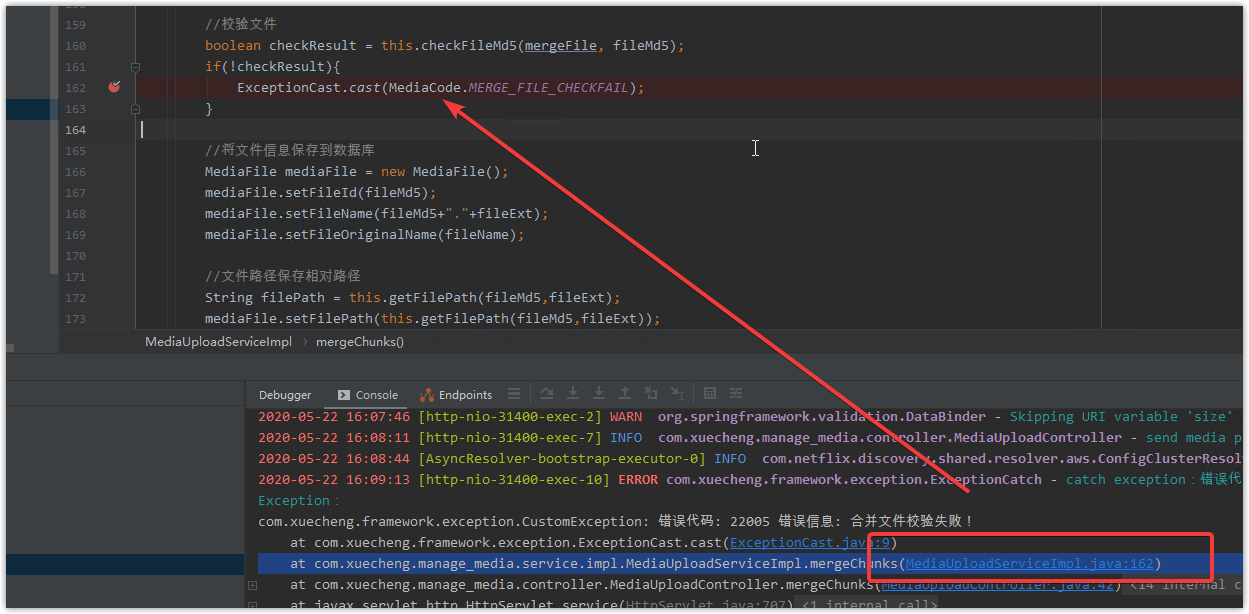 159 //校验文件
160 boolean checkResult = this.checkFileMd5(mergeFile, fileMd5);
161 if(!checkResult){
162 ExceptionCast.cast(MediaCode.MERGE_FILE_CHECKFAIL);
163 }
164
165 //将文件信息保存到数据库
166 MediaFile mediaFile = new MediaFile();
167 mediaFile.setFileId(fileMd5);
168 mediaFile.setFileName(fileMd5+"."+fileExt);
169 mediaFile.setFileOriginalName(fileName);
170
171 //文件路径保存相对路径
172 String filePath = this.getFilePath(fileMd5,fileExt);
173 mediaFile.setFilePath(this.getFilePath(fileMd5,fileExt));
MediaUploadServiceImpl › mergeChunks()
Debugger Console Endpoints
2020-05-22 16:07:46 [http-nio-31400-exec-2] WARN org.springframework.validation.DataBinder - Skipping URI variable 'size'
2020-05-22 16:08:11 [http-nio-31400-exec-7] INFO com.xuecheng.manage_media.controller.MediaUploadController - send media p
2020-05-22 16:08:44 [AsyncResolver-bootstrap-executor-0] INFO com.netflix.discovery.shared.resolver.aws.ConfigClusterResol
2020-05-22 16:09:13 [http-nio-31400-exec-10] ERROR com.xuecheng.framework.exception.ExceptionCatch - catch exception：错误代
Exception：
com.xuecheng.framework.exception.CustomException: 错误代码: 22005 错误信息: 合并文件校验失败！
at com.xuecheng.framework.exception.ExceptionCast.cast(ExceptionCast.java:9)
at com.xuecheng.manage_media.service.impl.MediaUploadServiceImpl.mergeChunks(MediaUploadServiceImpl.java:162)
at com.xuecheng.manage_media.controller.MediaUploadController.mergeChunks(MediaUploadController.java:42) <14 internal c
at javax.servlet.http.HttpServlet.service(HttpServlet.java:707) <1 internal call>